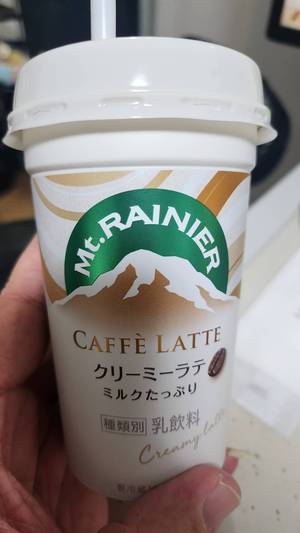 Mt. RAINIER
CAFFÈ LATTE
クリーミーラテ
ミルクたっぷり
種類別 乳飲料
Creamy latte